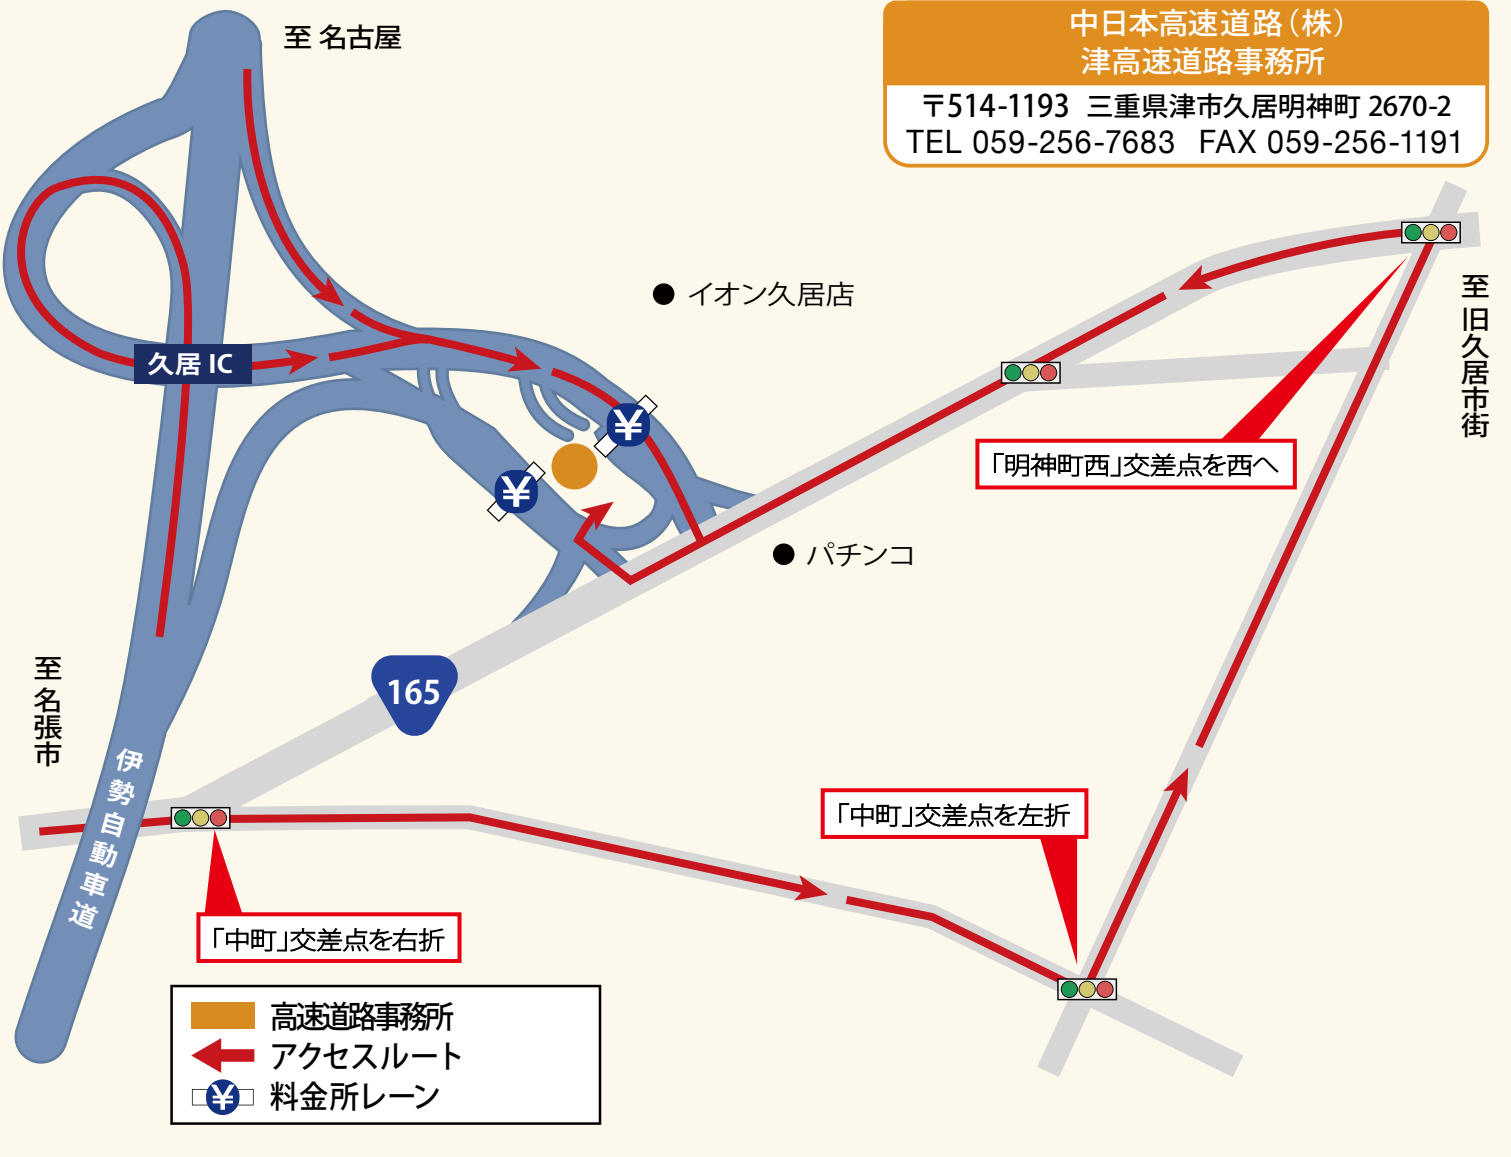 至 名古屋
中日本高速道路（株）
津高速道路事務所
〒514-1193 三重県津市久居明神町 2670-2
TEL 059-256-7683 FAX 059-256-1191
イオン久居店
至 旧久居市街
久居 IC
¥
¥
「明神町西」交差点を西へ
パチンコ
165
至 名張市
伊勢自動車道
「中町」交差点を左折
「中町」交差点を右折
高速道路事務所
アクセスルート
¥ 料金所レーン